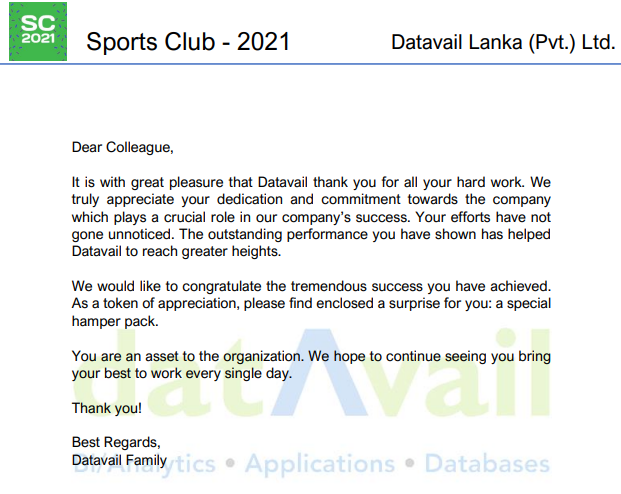 SC
2021
Sports Club - 2021
Datavail Lanka (Pvt.) Ltd.
Dear Colleague,
It is with great pleasure that Datavail thank you for all your hard work. We
truly appreciate your dedication and commitment towards the company
which plays a crucial role in our company’s success. Your efforts have not
gone unnoticed. The outstanding performance you have shown has helped
Datavail to reach greater heights.
We would like to congratulate the tremendous success you have achieved.
As a token of appreciation, please find enclosed a surprise for you: a special
hamper pack.
datAvail
You are an asset to the organization. We hope to continue seeing you bring
your best to work every single day.
Thank you!
Best Regards,
Datavail Family
BI/Analytics • Applications • Databases